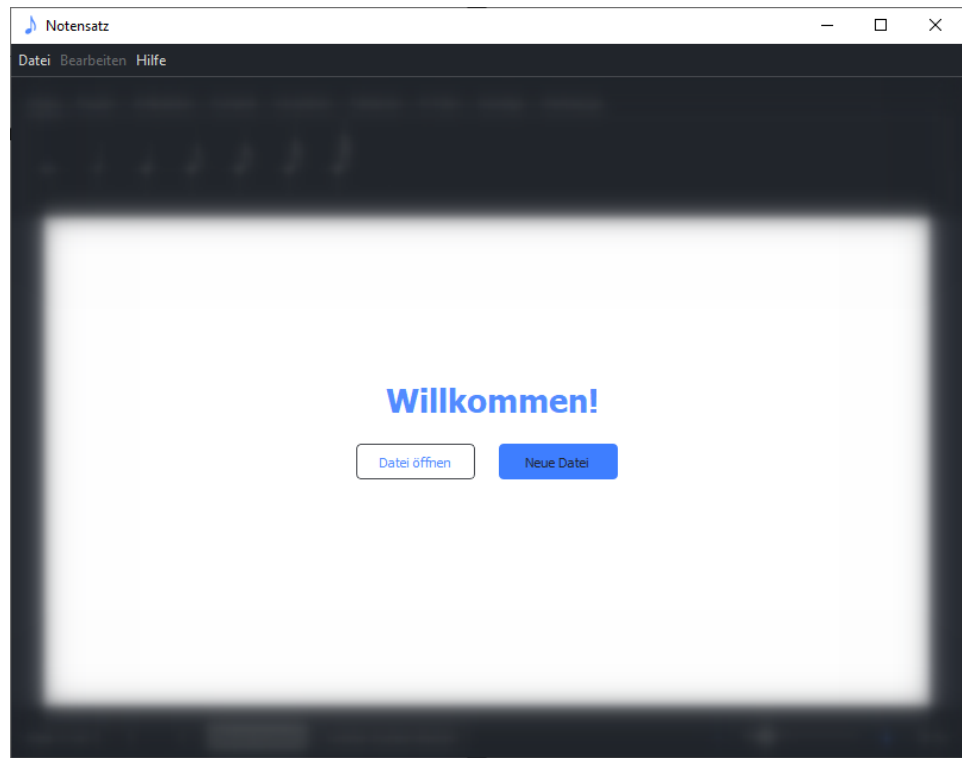 Notensatz
Datei Bearbeiten Hilfe
Willkommen!
Datei öffnen Neue Datei